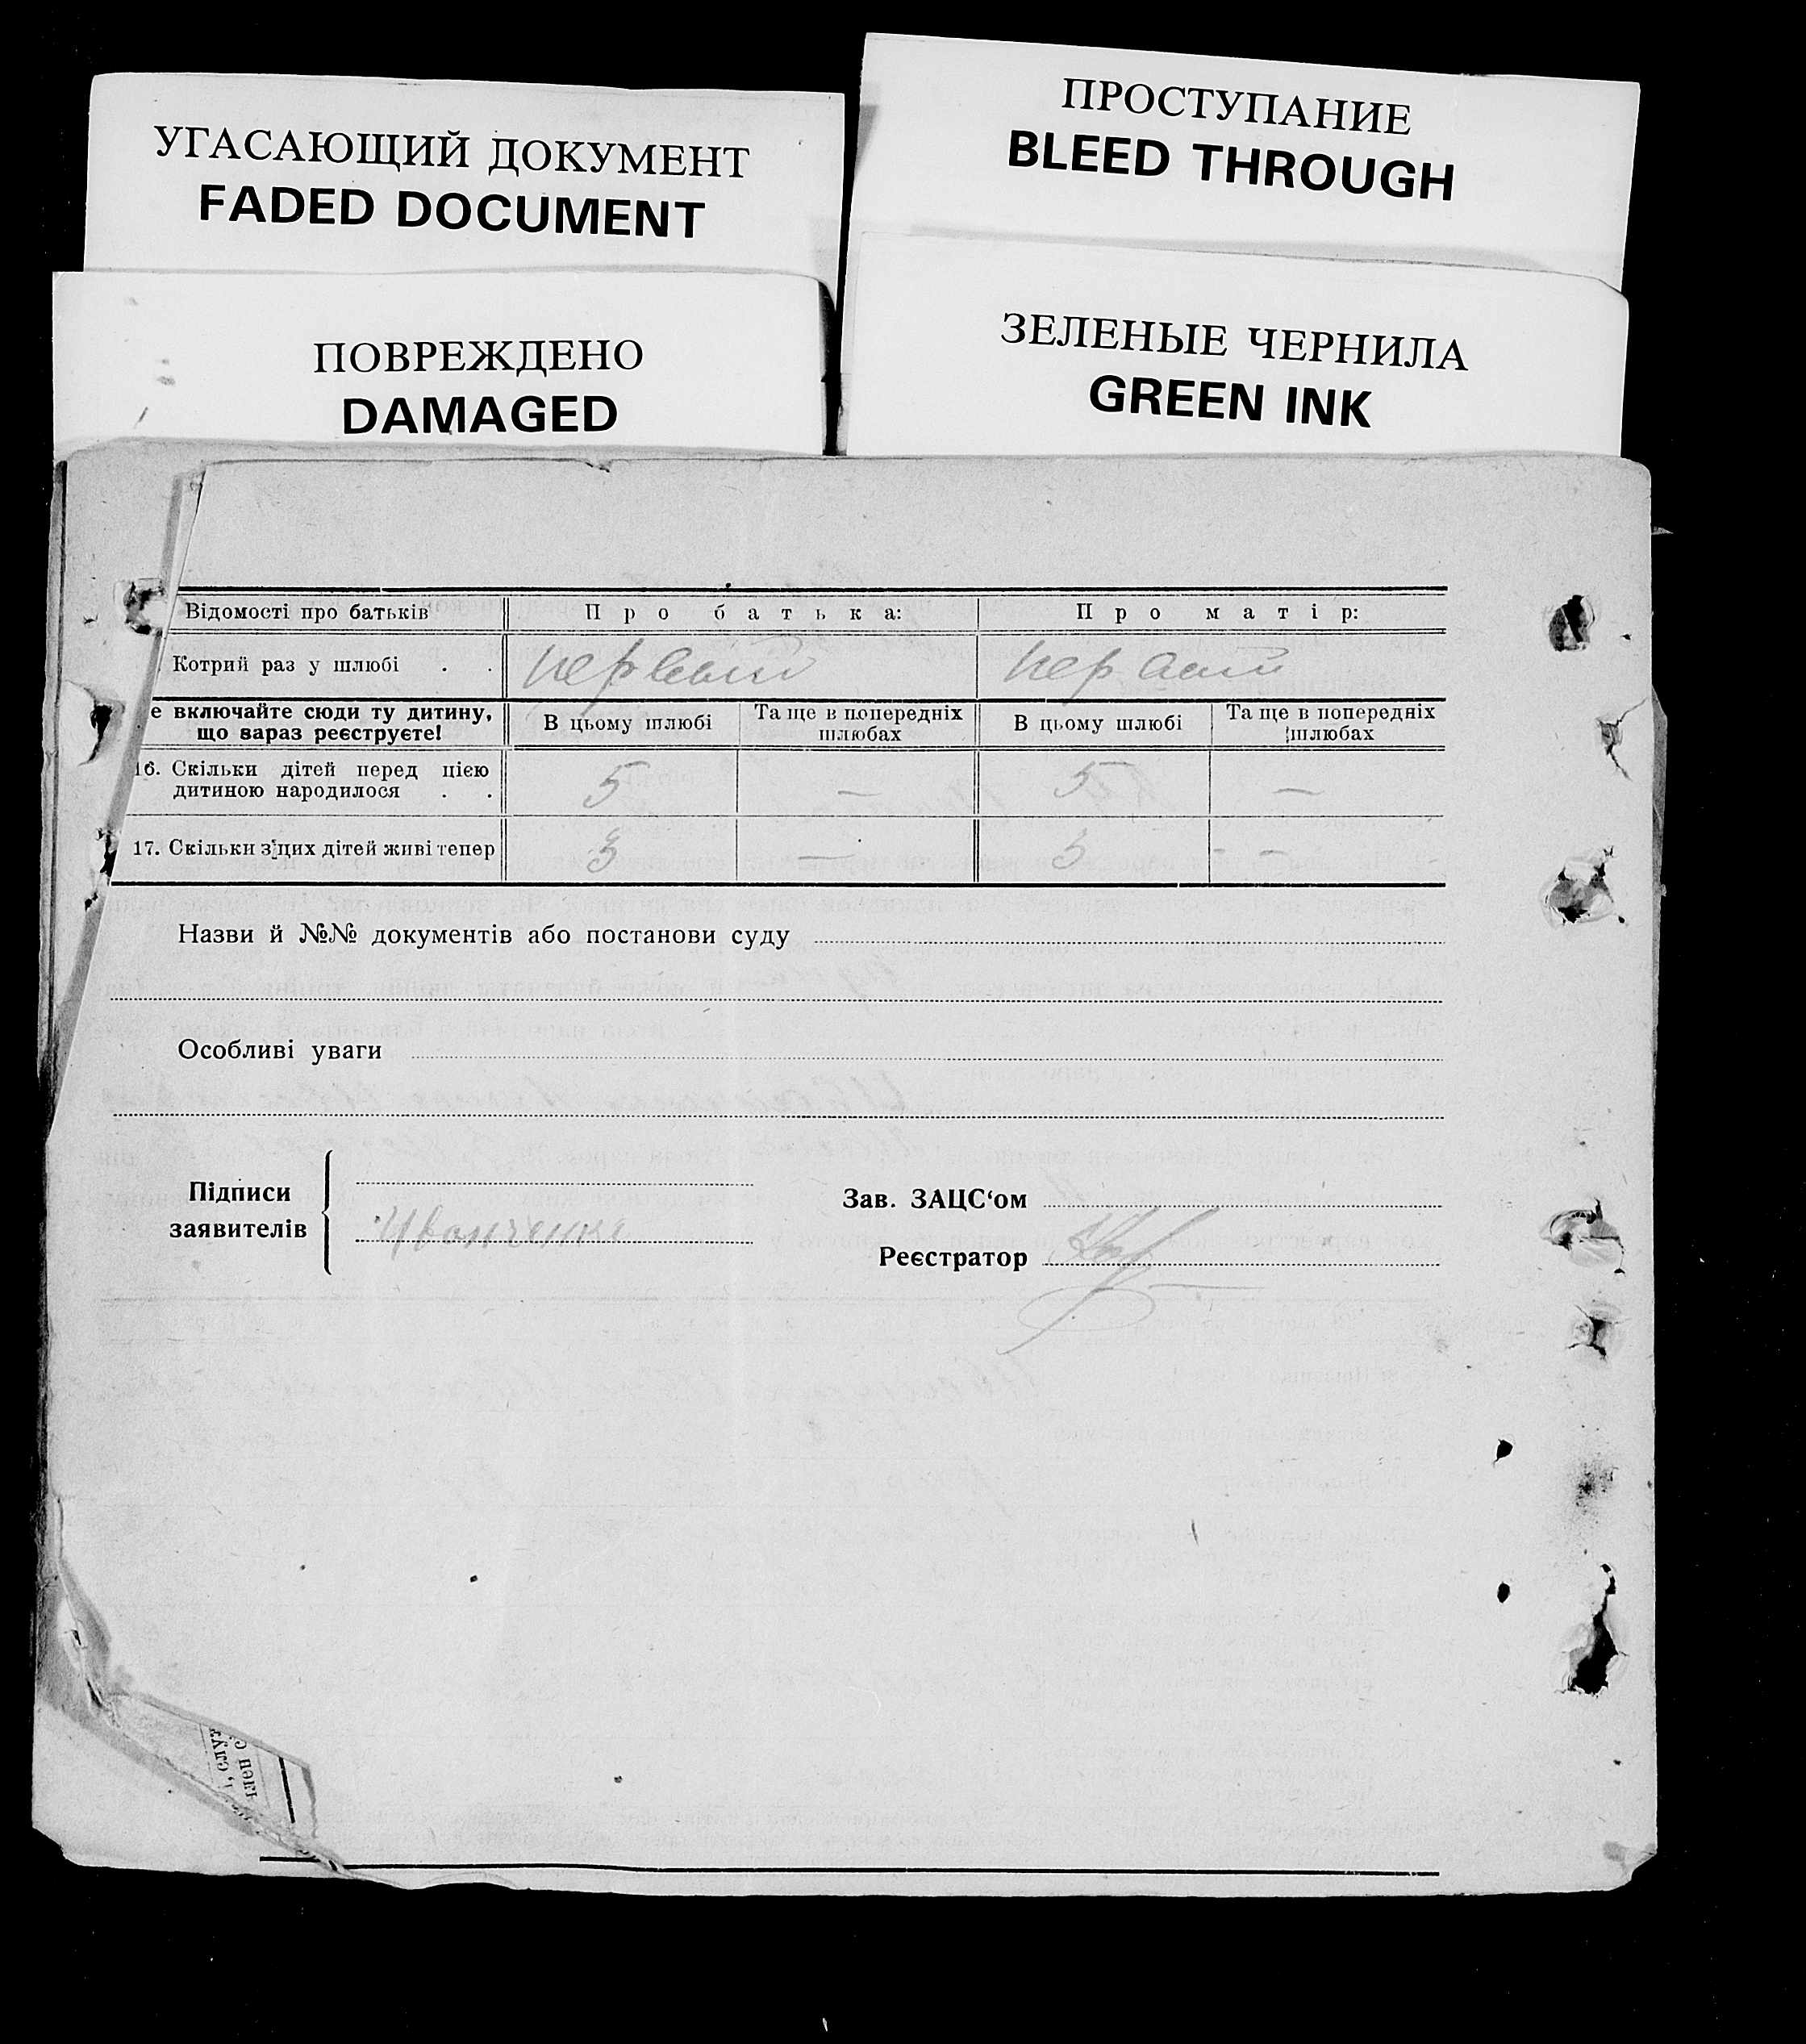 УГАСАЮЩИЙ ДОКУМЕНТ
FADED DOCUMENT
ПРОСТУПАНИЕ
BLEED THROUGH
ПОВРЕЖДЕНО
DAMAGED
ЗЕЛЕНЫЕ ЧЕРНИЛА
GREEN INK
Відомості про батьків Про батька: Про матір:
Котрий раз у шлюбі . . первый первый
е включайте сюди ту дитину, що вараз реєструєте! В цьому шлюбі Та ще в попередніх шлюбах В цьому шлюбі Та ще в попередніх шлюбах
16. Скільки дітей перед цією дитиною народилося . . 5 — 5 —
17. Скільки з цих дітей живі тепер 3 — 3 —
Назви й №№ документів або постанови суду
Особливі уваги
Підписи
заявителів
Иванченко
Зав. ЗАЦС‘ом
Реєстратор